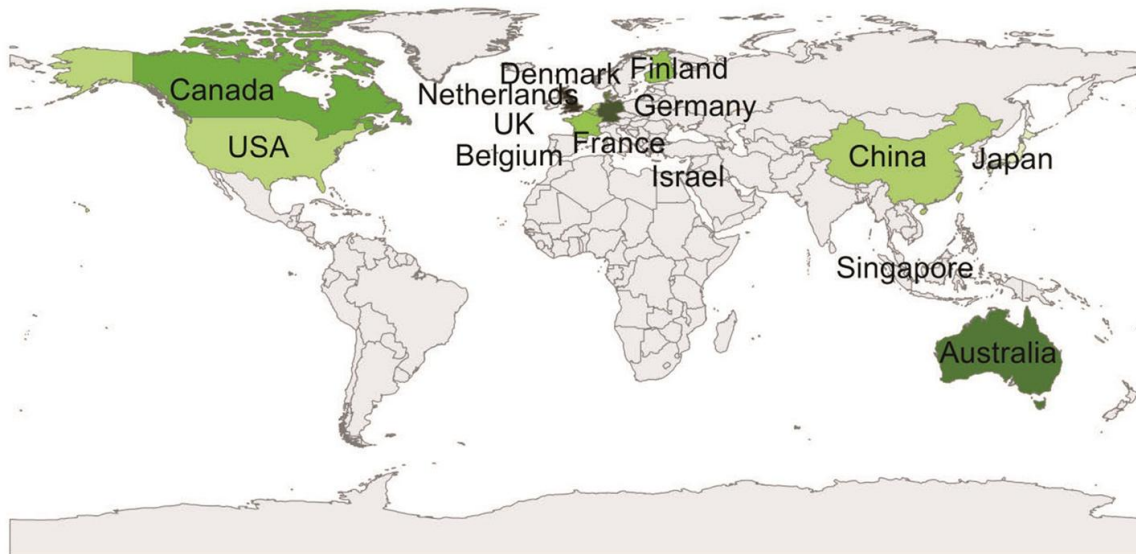 Canada
USA
Denmark
Finland
Netherlands
Germany
UK
France
Belgium
Israel
China
Japan
Singapore
Australia